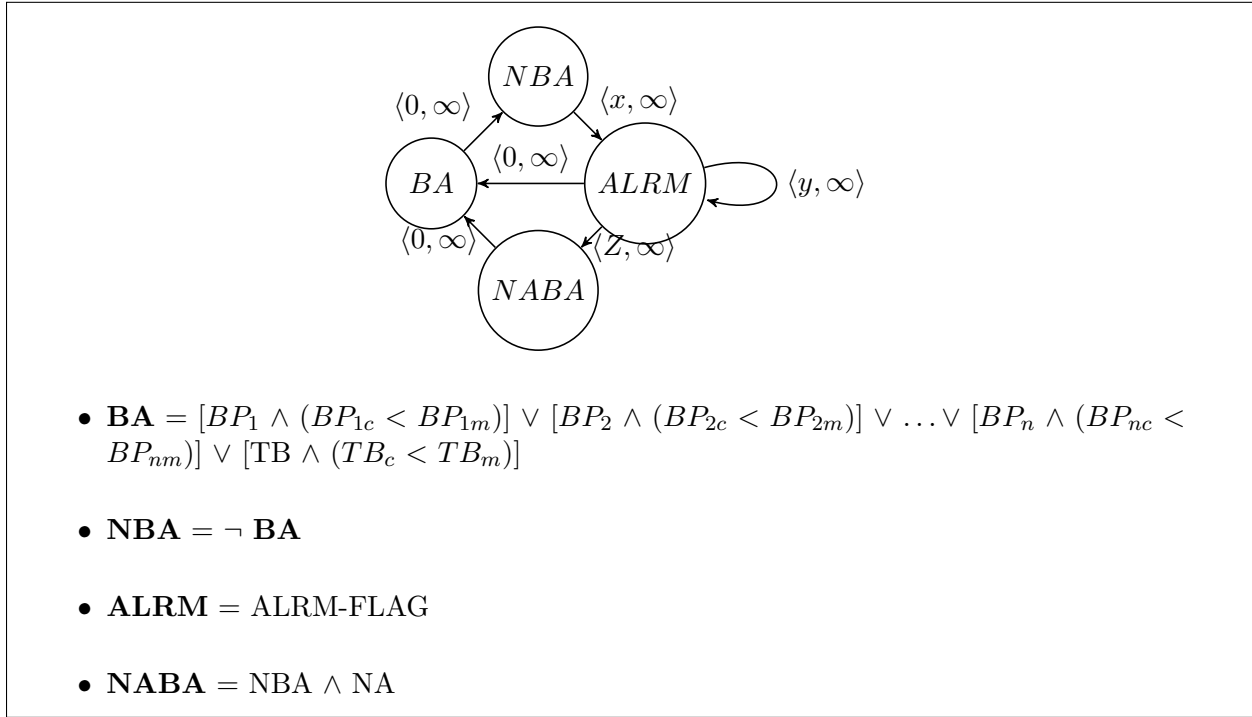 NBA
⟨0, ∞⟩ ⟨x, ∞⟩
⟨0, ∞⟩
BA ALRM ⟨y, ∞⟩
⟨0, ∞⟩ ⟨Z, ∞⟩
NABA
• BA = [BP₁ ∧ (BP₁c < BP₁m)] ∨ [BP₂ ∧ (BP₂c < BP₂m)] ∨ … ∨ [BPn ∧ (BPnc <
BPnm)] ∨ [TB ∧ (TBc < TBm)]
• NBA = ¬ BA
• ALRM = ALRM-FLAG
• NABA = NBA ∧ NA